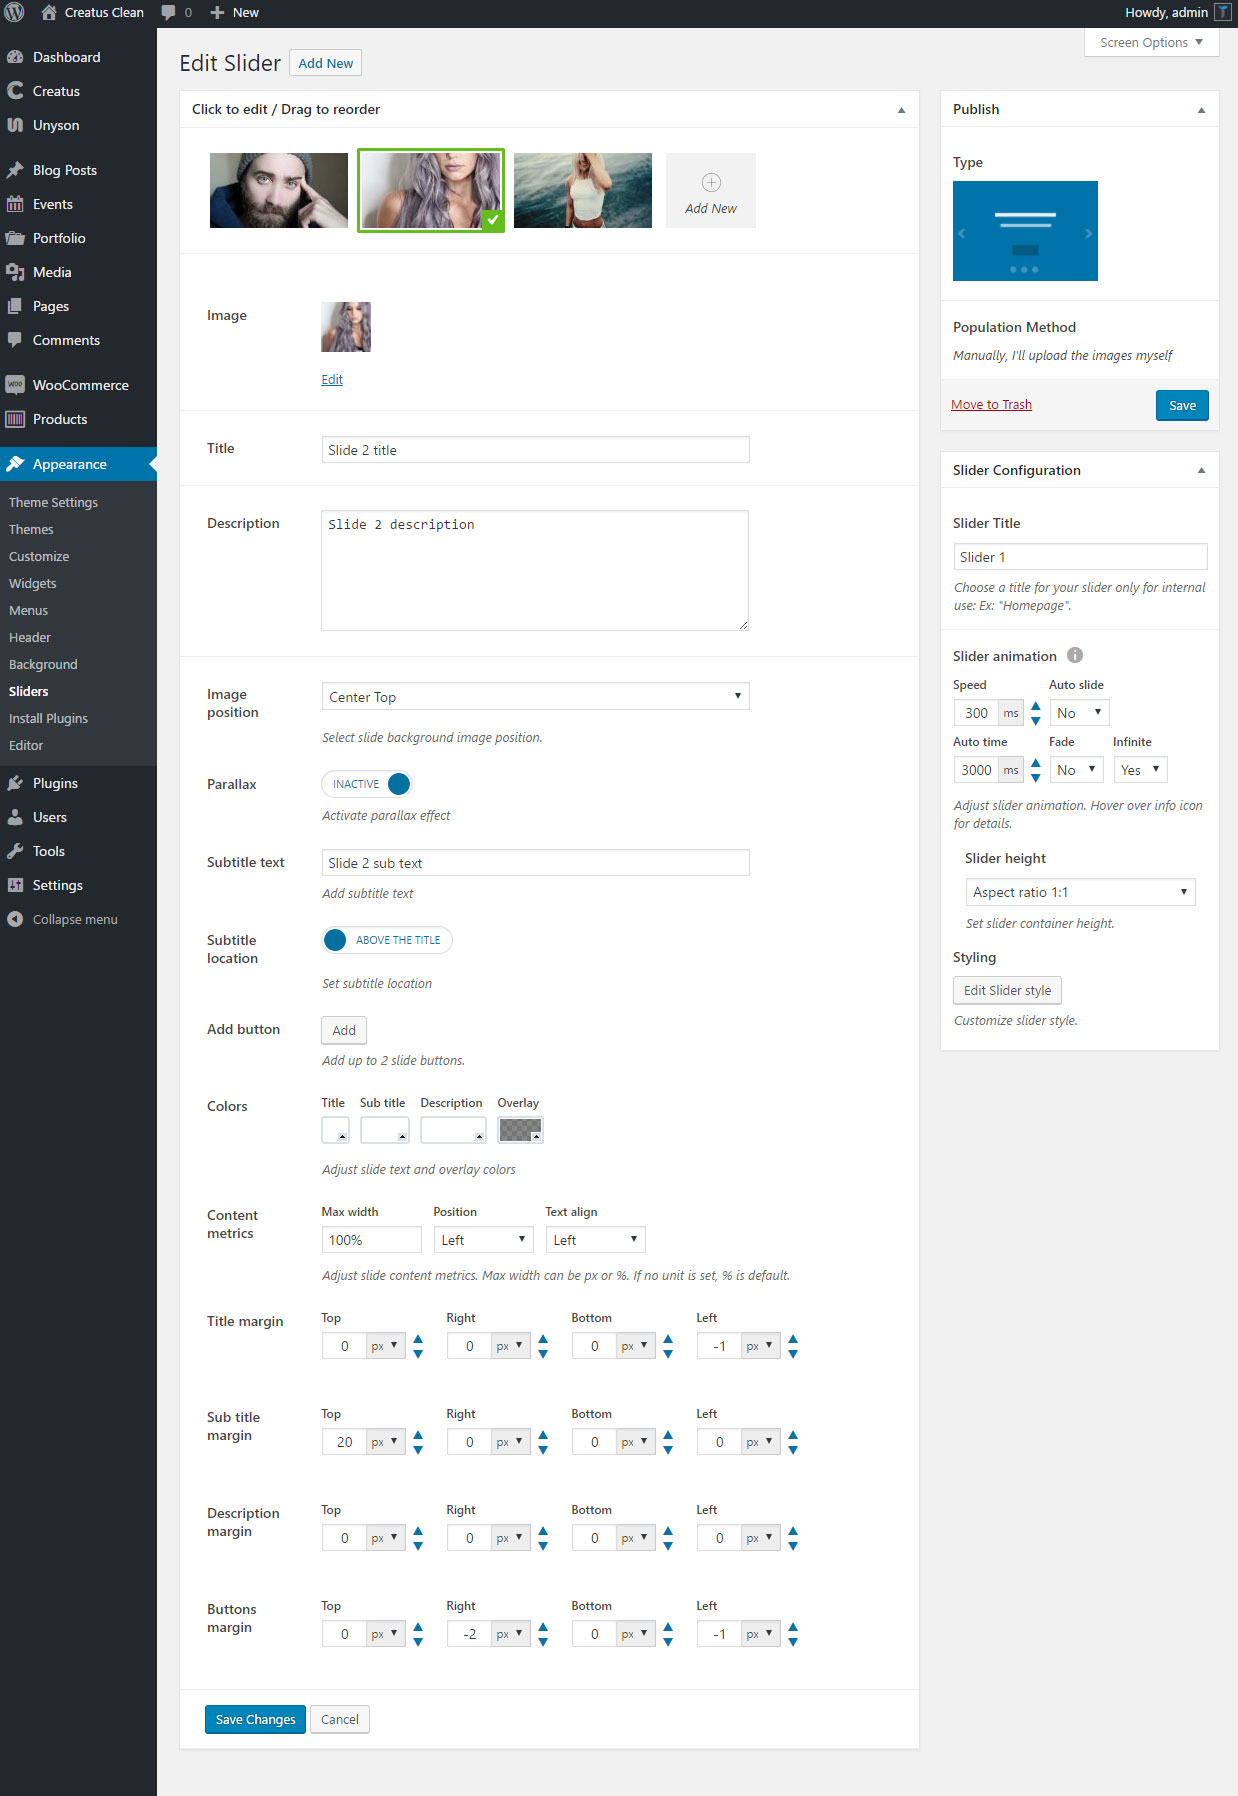 Creatus Clean 0 New Howdy, admin
Screen Options
Dashboard
Creatus
Unyson
Blog Posts
Events
Portfolio
Media
Pages
Comments
WooCommerce
Products
Appearance
Theme Settings
Themes
Customize
Widgets
Menus
Header
Background
Sliders
Install Plugins
Editor
Plugins
Users
Tools
Settings
Collapse menu
Edit Slider Add New
Click to edit / Drag to reorder
Add New
Image
Edit
Title Slide 2 title
Description Slide 2 description
Image position Center Top
Select slide background image position.
Parallax INACTIVE
Activate parallax effect
Subtitle text Slide 2 sub text
Add subtitle text
Subtitle location ABOVE THE TITLE
Set subtitle location
Add button Add
Add up to 2 slide buttons.
Colors Title Sub title Description Overlay
Adjust slide text and overlay colors
Content metrics Max width Position Text align
100% Left Left
Adjust slide content metrics. Max width can be px or %. If no unit is set, % is default.
Title margin Top Right Bottom Left
0 px 0 px 0 px -1 px
Sub title margin Top Right Bottom Left
20 px 0 px 0 px 0 px
Description margin Top Right Bottom Left
0 px 0 px 0 px 0 px
Buttons margin Top Right Bottom Left
0 px -2 px 0 px -1 px
Save Changes Cancel
Publish
Type
Population Method
Manually, I'll upload the images myself
Move to Trash Save
Slider Configuration
Slider Title
Slider 1
Choose a title for your slider only for internal
use: Ex: "Homepage".
Slider animation
Speed Auto slide
300 ms No
Auto time Fade Infinite
3000 ms No Yes
Adjust slider animation. Hover over info icon
for details.
Slider height
Aspect ratio 1:1
Set slider container height.
Styling
Edit Slider style
Customize slider style.